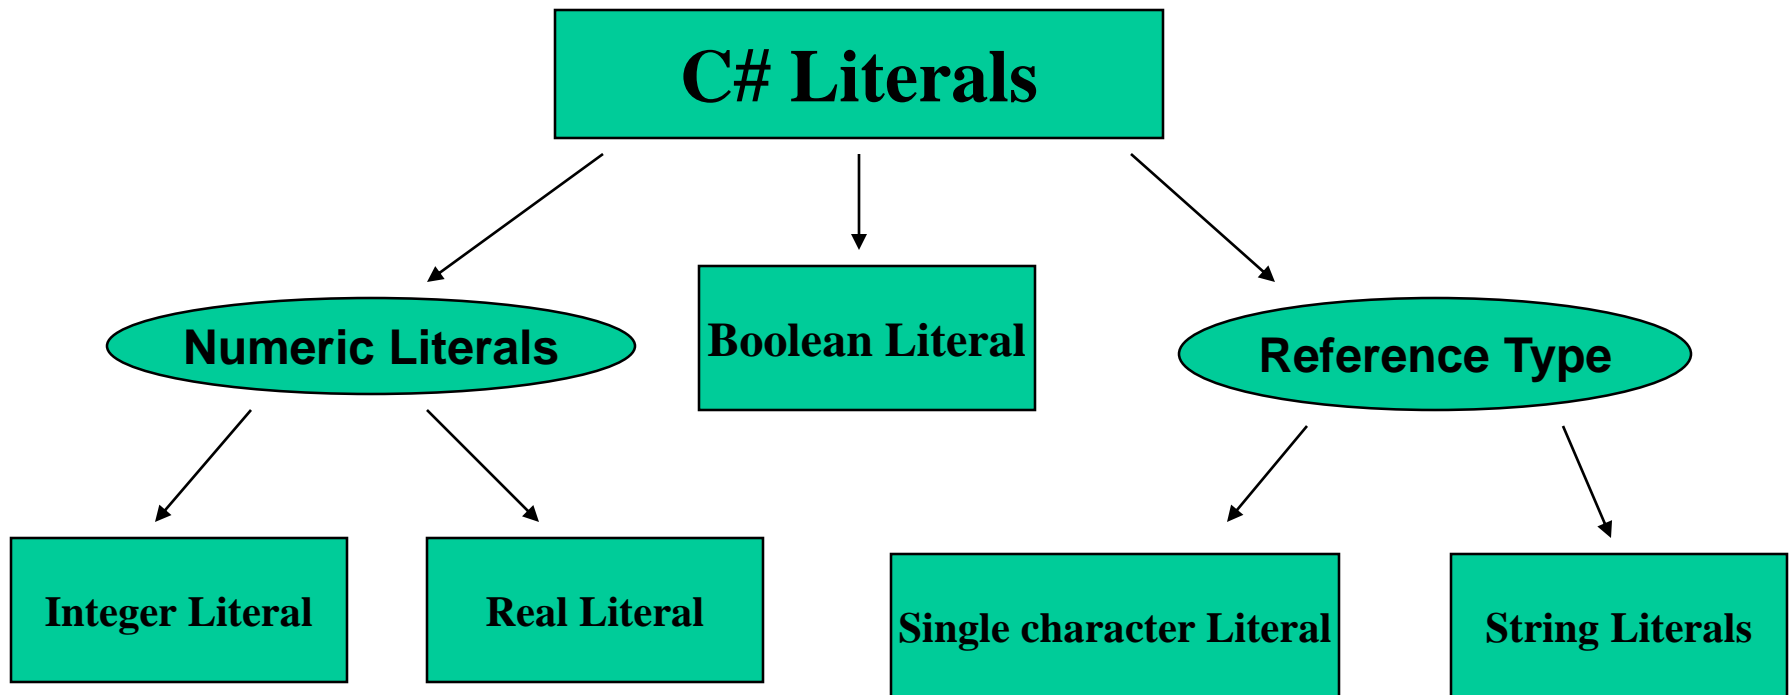 C# Literals
Numeric Literals
Boolean Literal
Reference Type
Integer Literal
Real Literal
Single character Literal
String Literals